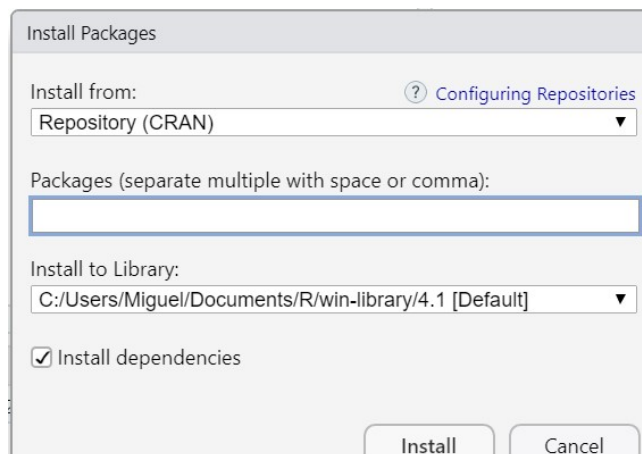 Install Packages
Install from:
Configuring Repositories
Repository (CRAN)
Packages (separate multiple with space or comma):
Install to Library:
C:/Users/Miguel/Documents/R/win-library/4.1 [Default]
Install dependencies
Install
Cancel